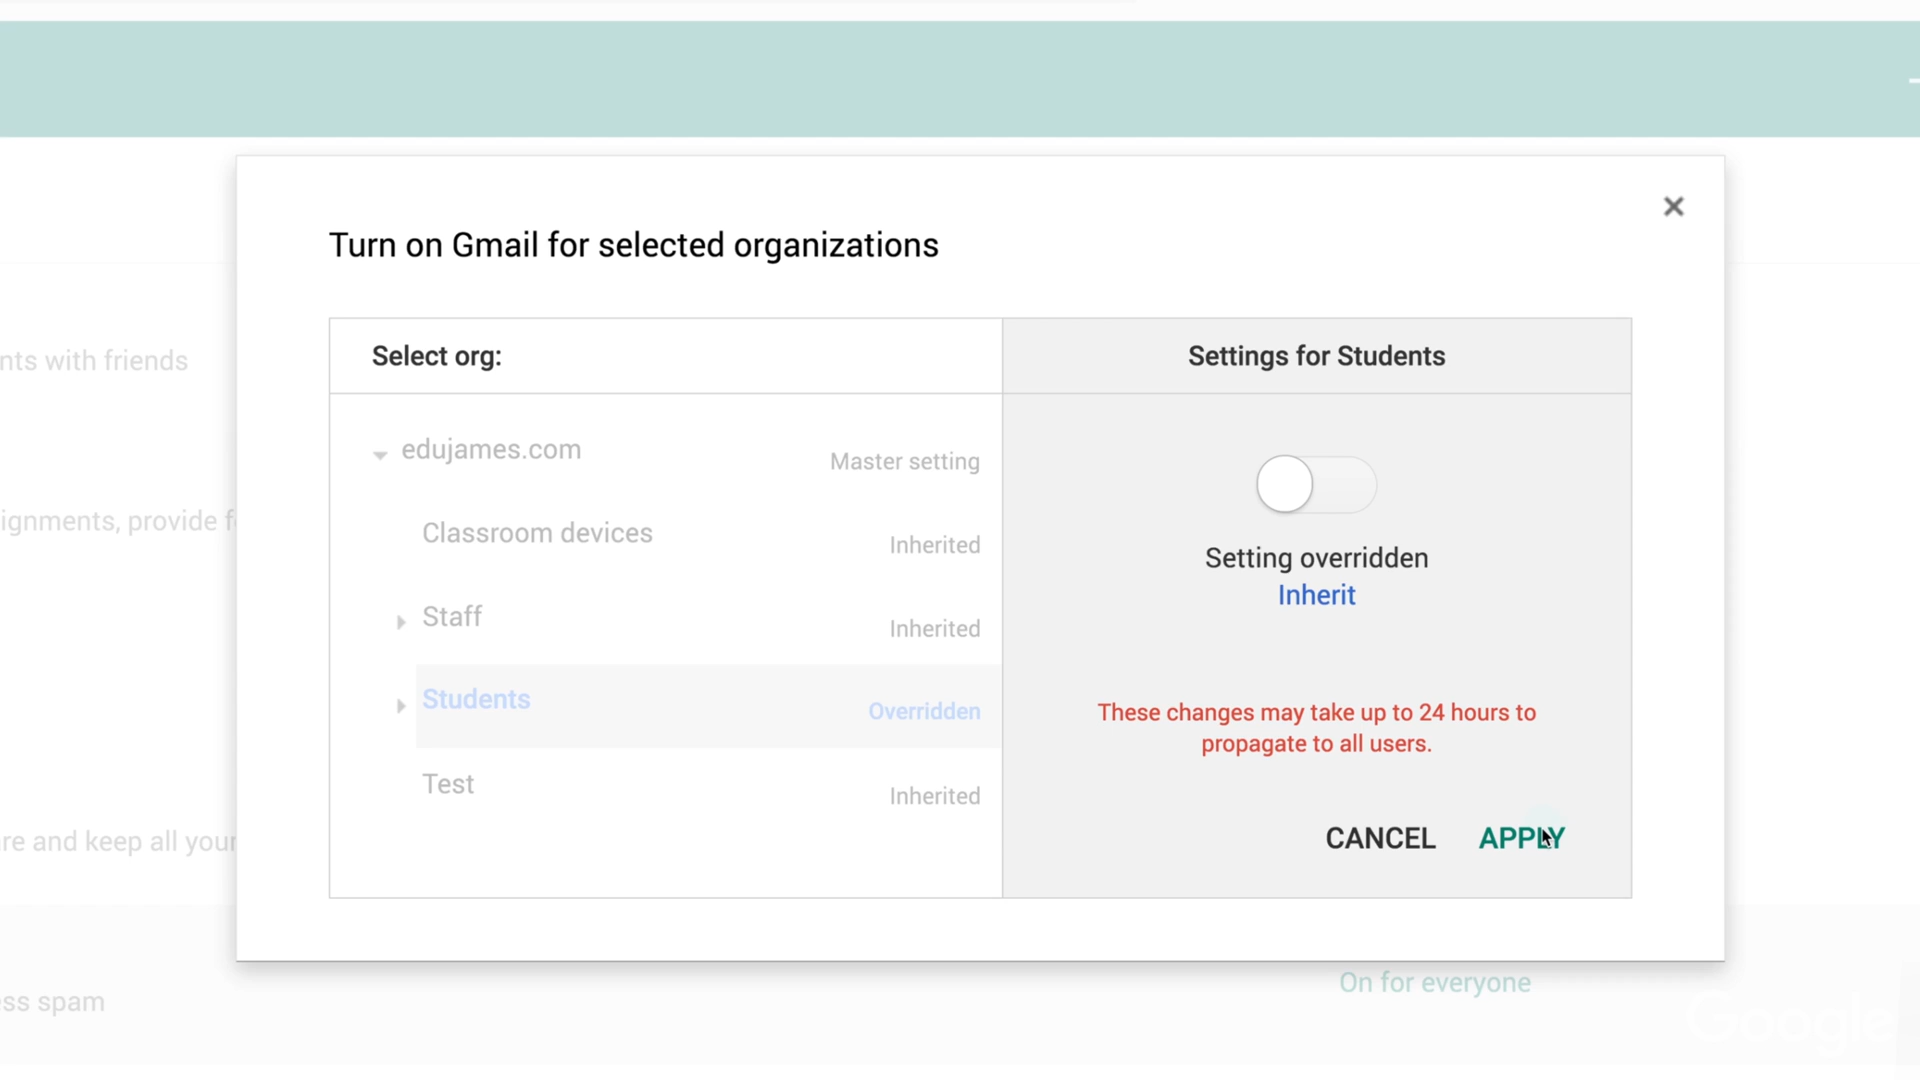 Turn on Gmail for selected organizations
Select org:
Settings for Students
edujames.com
Master setting
Classroom devices
Inherited
Staff
Inherited
Students
Overridden
Test
Inherited
Setting overridden
Inherit
These changes may take up to 24 hours to
propagate to all users.
CANCEL
APPLY
nts with friends
ignments, provide f
re and keep all your
ess spam
On for everyone
Google